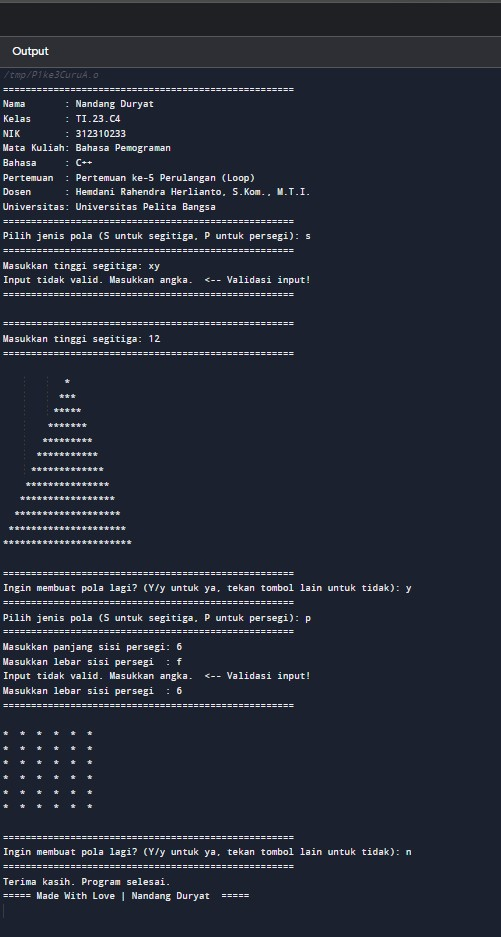 Output
/tmp/P1ke3CuruA.o
====================================================
Nama       : Nandang Duryat
Kelas      : TI.23.C4
NIK        : 312310233
Mata Kuliah: Bahasa Pemograman
Bahasa     : C++
Pertemuan  : Pertemuan ke-5 Perulangan (Loop)
Dosen      : Hemdani Rahendra Herlianto, S.Kom., M.T.I.
Universitas: Universitas Pelita Bangsa
====================================================
Pilih jenis pola (S untuk segitiga, P untuk persegi): s
====================================================
Masukkan tinggi segitiga: xy
Input tidak valid. Masukkan angka.  <-- Validasi input!
====================================================
====================================================
Masukkan tinggi segitiga: 12
====================================================
           *
          ***
         *****
        *******
       *********
      ***********
     *************
    ***************
   *****************
  *******************
 *********************
***********************
====================================================
Ingin membuat pola lagi? (Y/y untuk ya, tekan tombol lain untuk tidak): y
====================================================
Pilih jenis pola (S untuk segitiga, P untuk persegi): p
====================================================
Masukkan panjang sisi persegi: 6
Masukkan lebar sisi persegi  : f
Input tidak valid. Masukkan angka.  <-- Validasi input!
Masukkan lebar sisi persegi  : 6
====================================================
*  *  *  *  *  *
*  *  *  *  *  *
*  *  *  *  *  *
*  *  *  *  *  *
*  *  *  *  *  *
*  *  *  *  *  *
====================================================
Ingin membuat pola lagi? (Y/y untuk ya, tekan tombol lain untuk tidak): n
====================================================
Terima kasih. Program selesai.
===== Made With Love | Nandang Duryat  =====